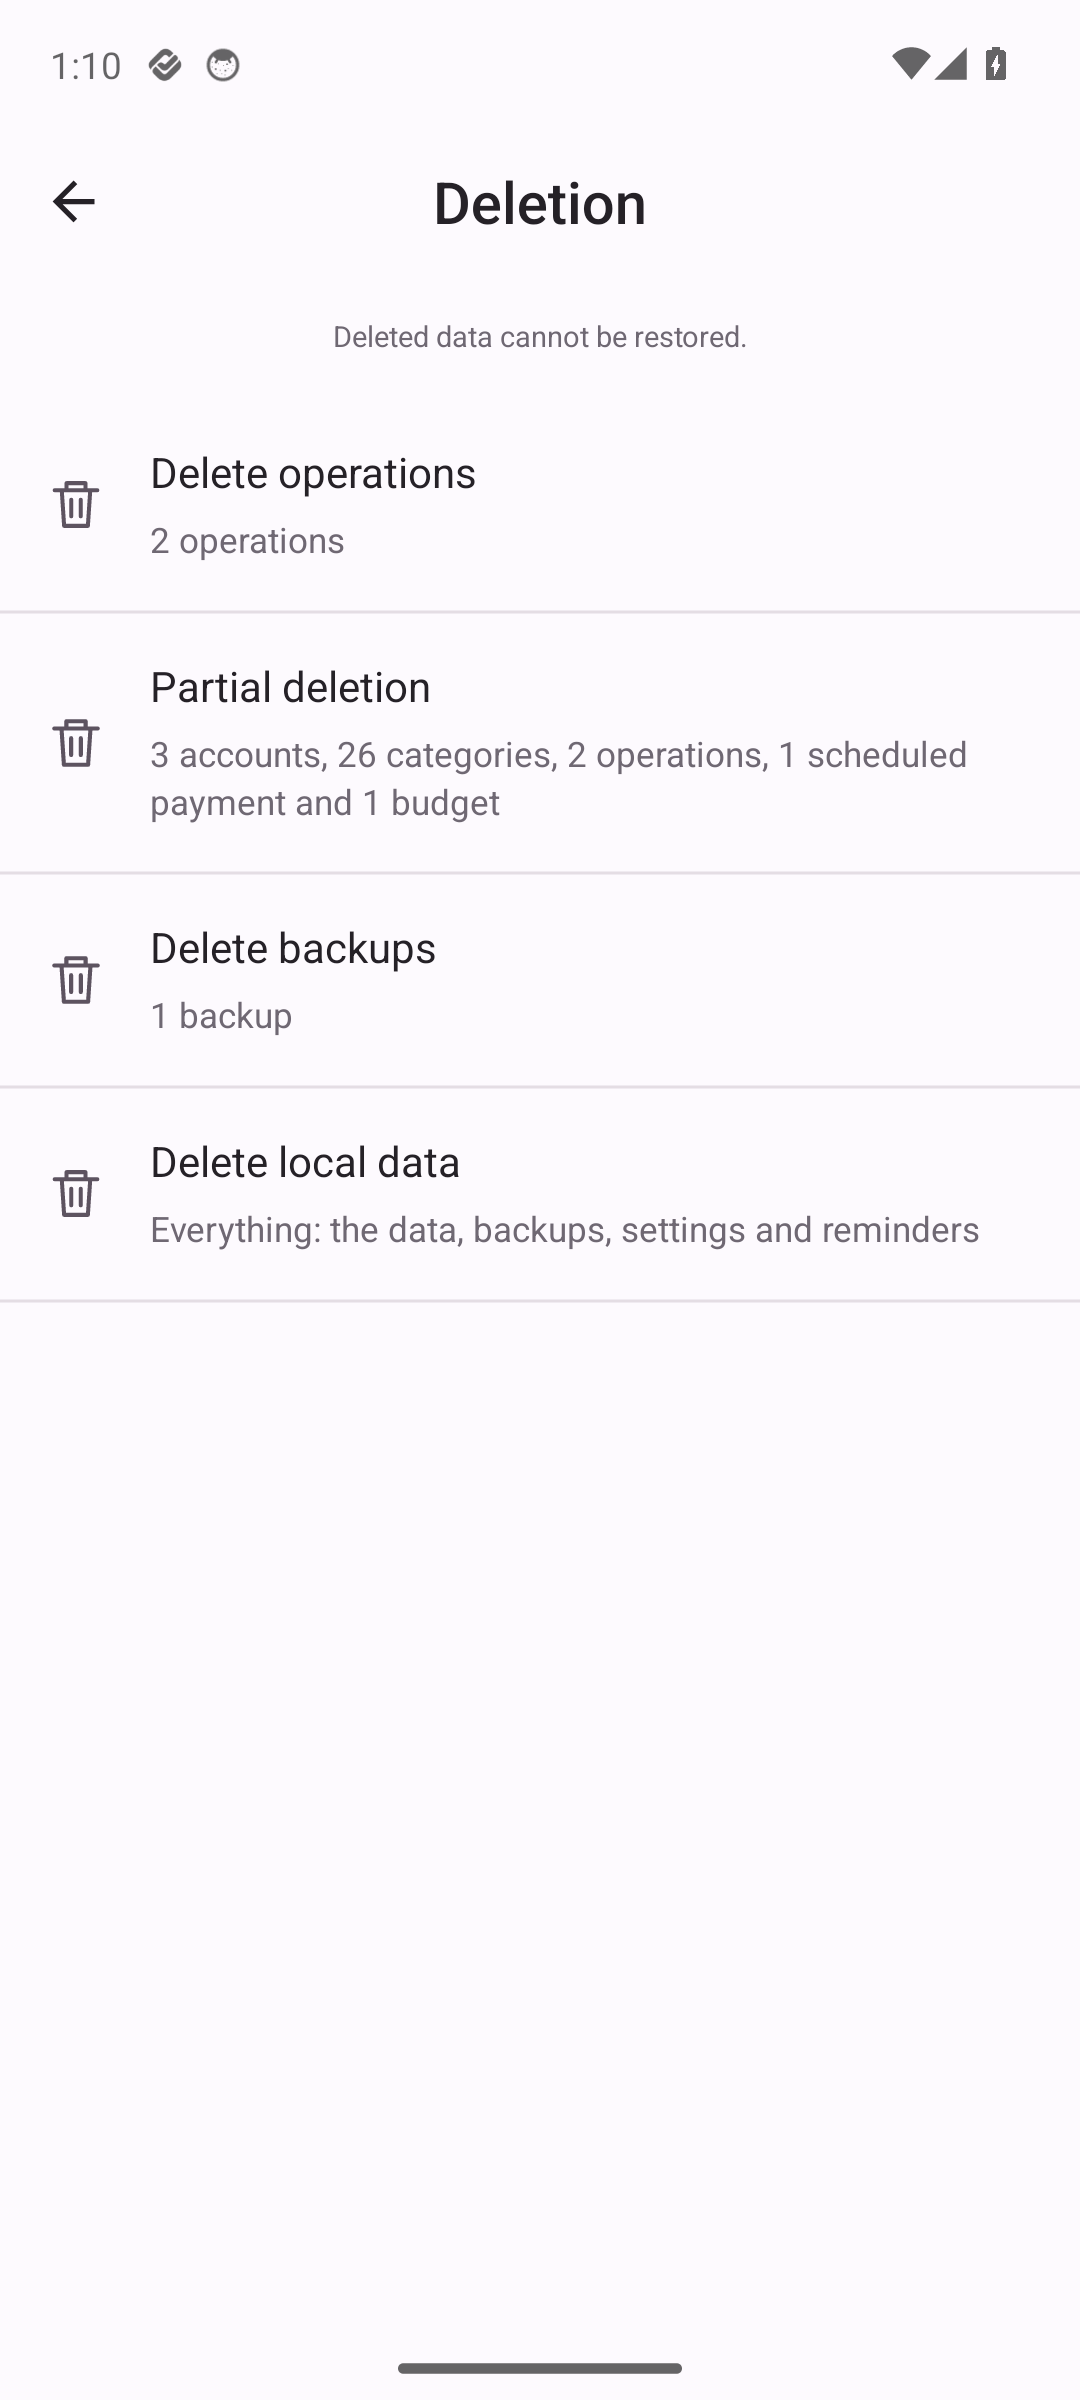 1:10
Deletion
Deleted data cannot be restored.
Delete operations
2 operations
Partial deletion
3 accounts, 26 categories, 2 operations, 1 scheduled
payment and 1 budget
Delete backups
1 backup
Delete local data
Everything: the data, backups, settings and reminders